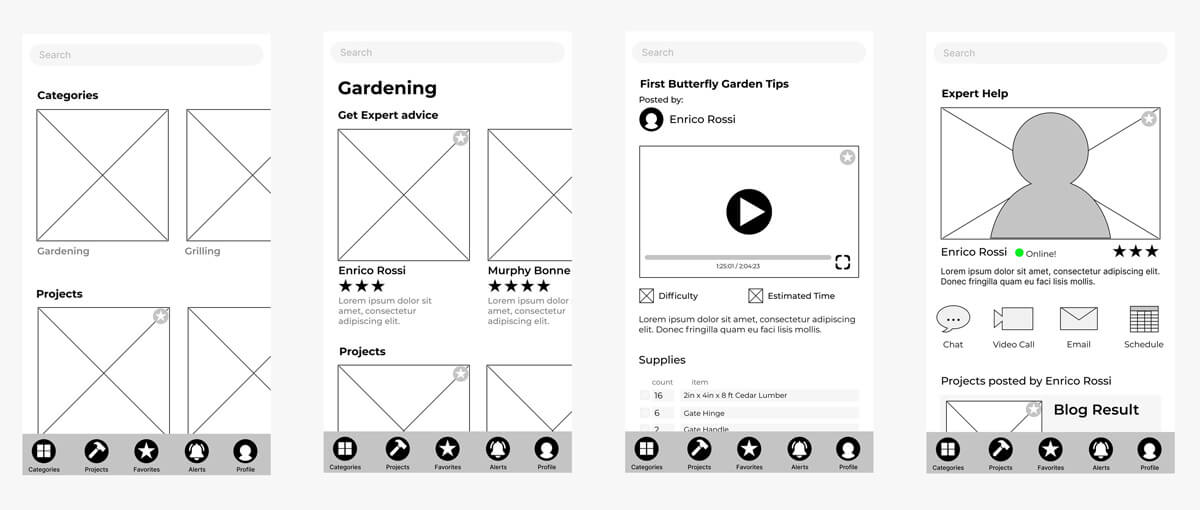 Search
Categories
Gardening
Grilling
Projects
Categories
Projects
Favorites
Alerts
Profile
Search
Gardening
Get Expert advice
Enrico Rossi
Lorem ipsum dolor sit
amet, consectetur
adipiscing elit.
Murphy Bonne
Lorem ipsum dolor sit
amet, consectetur
adipiscing elit.
Projects
Categories
Projects
Favorites
Alerts
Profile
Search
First Butterfly Garden Tips
Posted by:
Enrico Rossi
1:25:01 / 2:04:23
Difficulty
Estimated Time
Lorem ipsum dolor sit amet, consectetur adipiscing
elit. Donec fringilla quam eu faci lisis mollis.
Supplies
count item
16 2in x 4in x 8 ft Cedar Lumber
6 Gate Hinge
2 Gate Handle
Categories
Projects
Favorites
Alerts
Profile
Search
Expert Help
Enrico Rossi Online!
Lorem ipsum dolor sit amet, consectetur adipiscing elit.
Donec fringilla quam eu facilisis mollis.
Chat
Video Call
Email
Schedule
Projects posted by Enrico Rossi
Blog Result
Categories
Projects
Favorites
Alerts
Profile